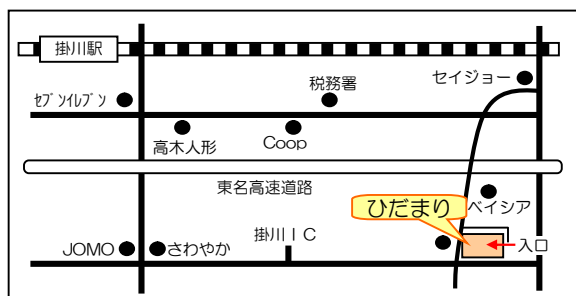 掛川駅
セイジョー
税務署
ｾﾌﾞﾝｲﾚﾌﾞﾝ
高木人形
Coop
東名高速道路
ベイシア
ひだまり
掛川ＩＣ
JOMO
さわやか
入口